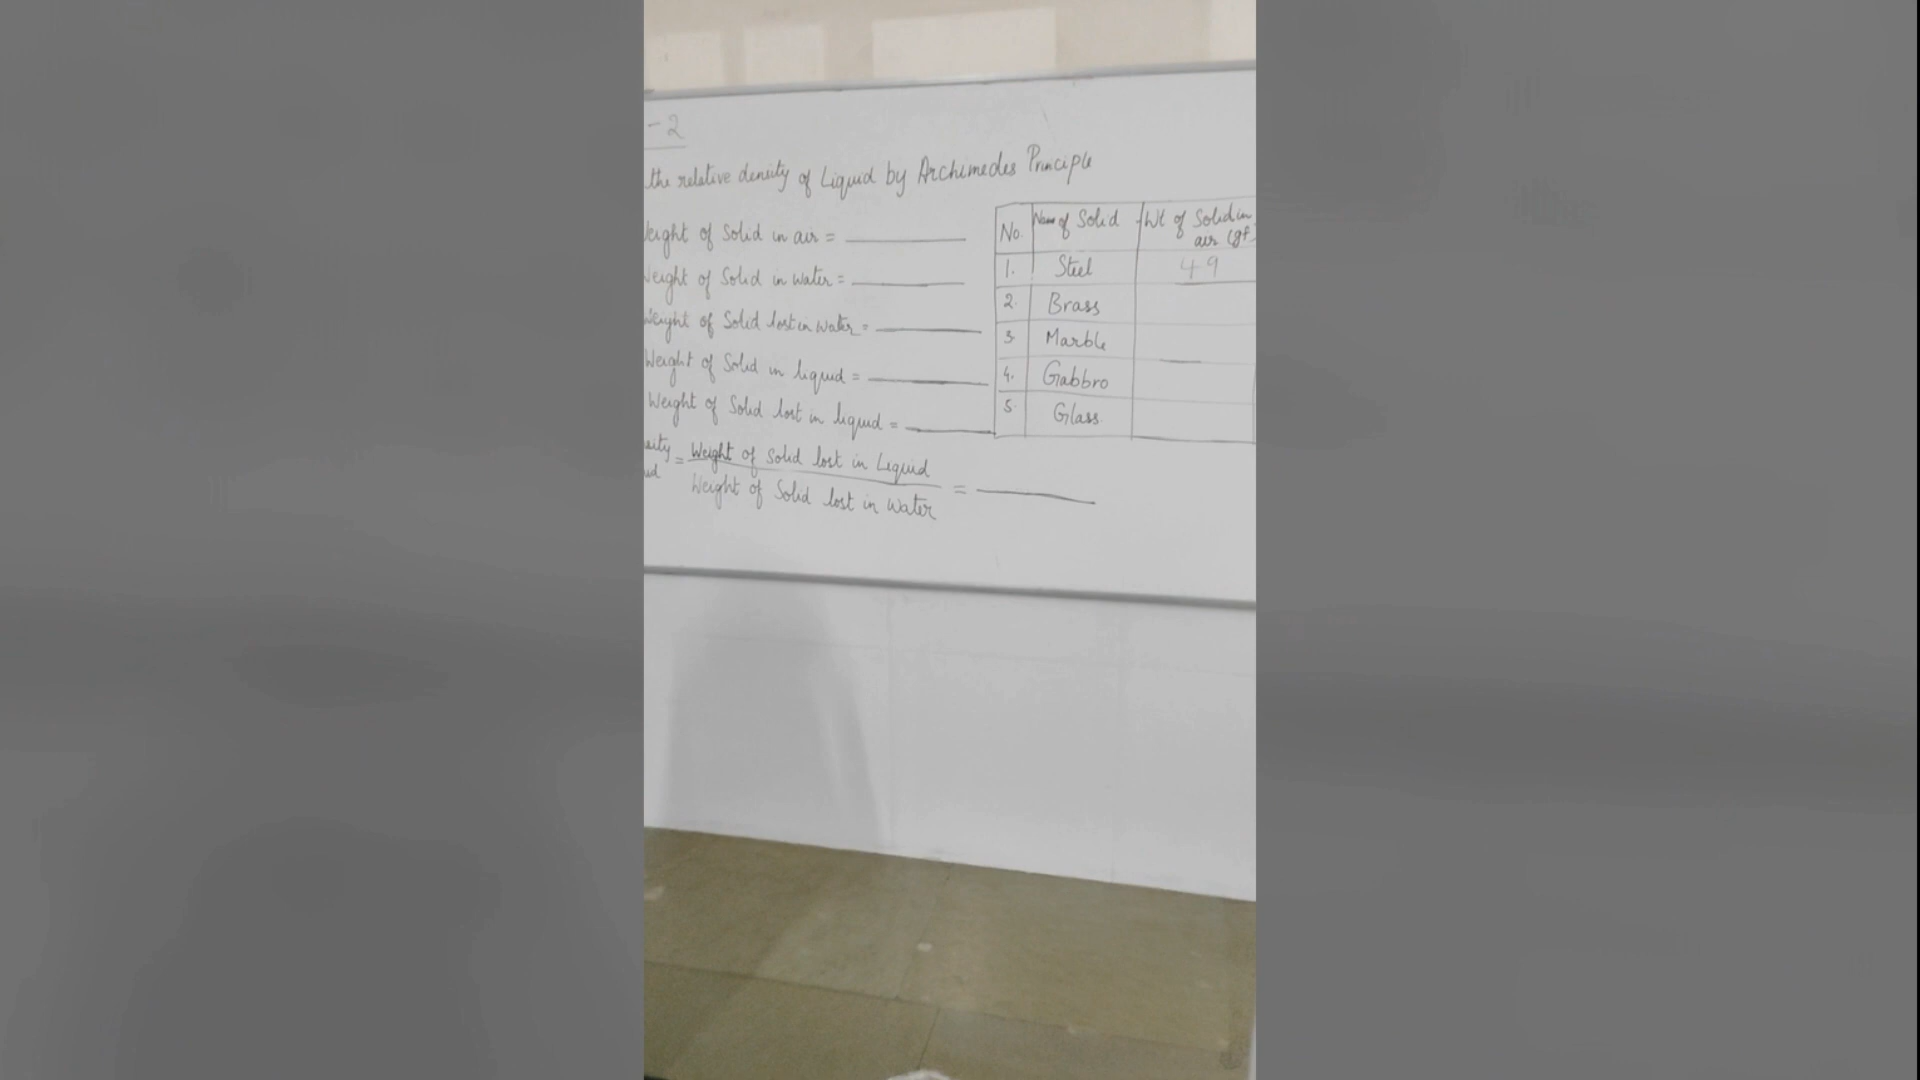 -2
the relative density of Liquid by Archimedes Principle
Weight of Solid in air =
Weight of Solid in water =
Weight of Solid lost in Water =
Weight of Solid in liquid =
Weight of Solid lost in liquid =
= Weight of Solid lost in Liquid
Weight of Solid lost in Water =
No. Name of Solid Wt of Solid in
air (gf)
1. Steel 49
2. Brass
3. Marble
4. Gabbro
5. Glass